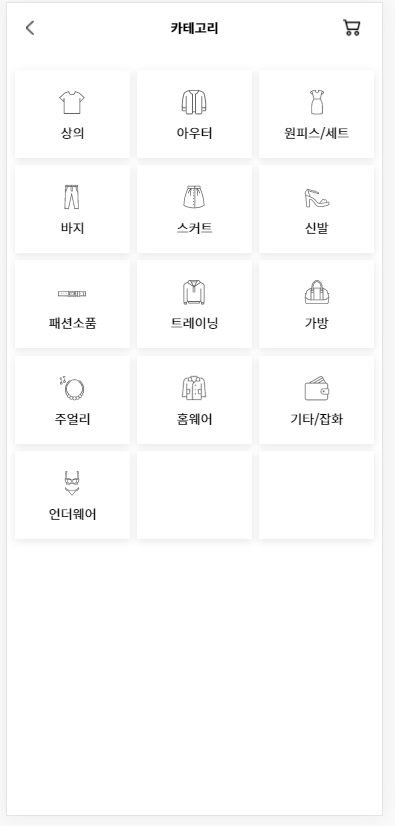 카테고리
상의
아우터
원피스/세트
바지
스커트
신발
패션소품
트레이닝
가방
주얼리
홈웨어
기타/잡화
언더웨어